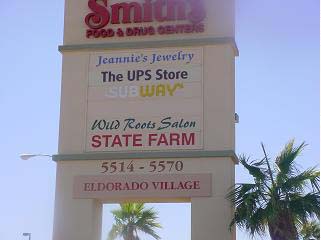 Smith's
FOOD & DRUG CENTERS
Jeannie's Jewelry
The UPS Store
SUBWAY
Wild Roots Salon
STATE FARM
5514 - 5570
ELDORADO VILLAGE